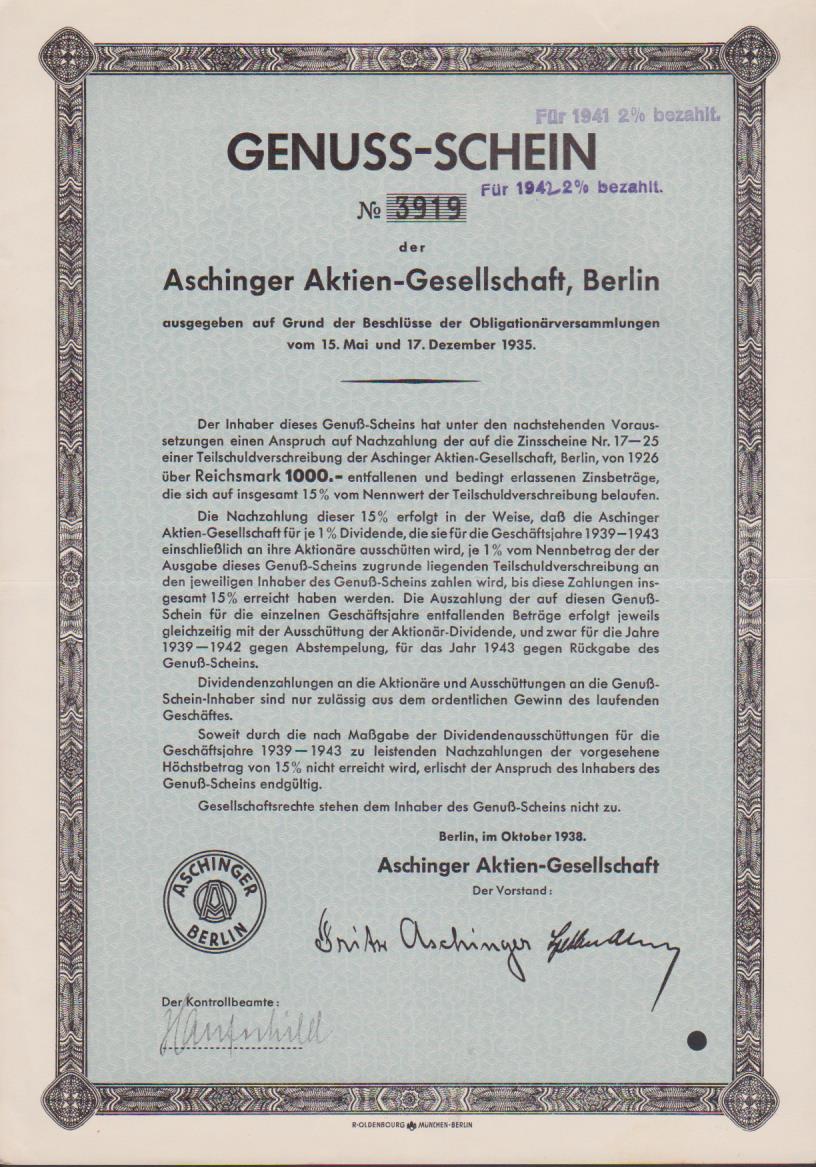 Für 1941 2% bezahlt.
GENUSS-SCHEIN
Für 1942 2% bezahlt.
№ 3919
der
Aschinger Aktien-Gesellschaft, Berlin
ausgegeben auf Grund der Beschlüsse der Obligationärversammlungen
vom 15. Mai und 17. Dezember 1935.
Der Inhaber dieses Genuß-Scheins hat unter den nachstehenden Voraus-
setzungen einen Anspruch auf Nachzahlung der auf die Zinsscheine Nr. 17—25
einer Teilschuldverschreibung der Aschinger Aktien-Gesellschaft, Berlin, von 1926
über Reichsmark 1000.- entfallenen und bedingt erlassenen Zinsbeträge,
die sich auf insgesamt 15% vom Nennwert der Teilschuldverschreibung belaufen.
Die Nachzahlung dieser 15% erfolgt in der Weise, daß die Aschinger
Aktien-Gesellschaft für je 1% Dividende, die sie für die Geschäftsjahre 1939—1943
einschließlich an ihre Aktionäre ausschütten wird, je 1% vom Nennbetrag der der
Ausgabe dieses Genuß-Scheins zugrunde liegenden Teilschuldverschreibung an
den jeweiligen Inhaber des Genuß-Scheins zahlen wird, bis diese Zahlungen ins-
gesamt 15% erreicht haben werden. Die Auszahlung der auf diesen Genuß-
Schein für die einzelnen Geschäftsjahre entfallenden Beträge erfolgt jeweils
gleichzeitig mit der Ausschüttung der Aktionär-Dividende, und zwar für die Jahre
1939—1942 gegen Abstempelung, für das Jahr 1943 gegen Rückgabe des
Genuß-Scheins.
Dividendenzahlungen an die Aktionäre und Ausschüttungen an die Genuß-
Schein-Inhaber sind nur zulässig aus dem ordentlichen Gewinn des laufenden
Geschäftes.
Soweit durch die nach Maßgabe der Dividendenausschüttungen für die
Geschäftsjahre 1939—1943 zu leistenden Nachzahlungen der vorgesehene
Höchstbetrag von 15% nicht erreicht wird, erlischt der Anspruch des Inhabers des
Genuß-Scheins endgültig.
Gesellschaftsrechte stehen dem Inhaber des Genuß-Scheins nicht zu.
Berlin, im Oktober 1938.
Aschinger Aktien-Gesellschaft
Der Vorstand:
ASCHINGER
BERLIN
Fritz Aschinger
Der Kontrollbeamte:
R·OLDENBOURG MÜNCHEN-BERLIN